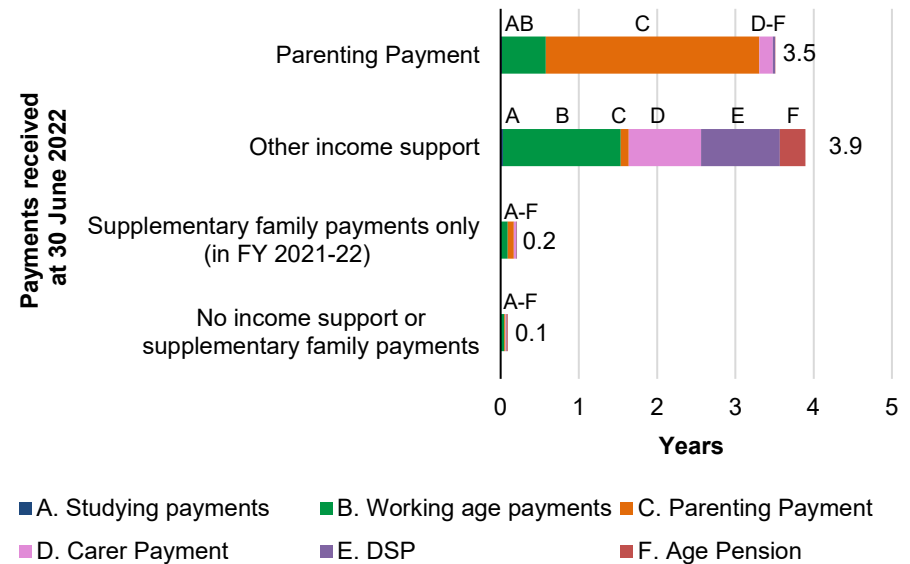 AB C D-F
Parenting Payment 3.5
A B C D E F
Other income support 3.9
A-F
Supplementary family payments only
(in FY 2021-22) 0.2
A-F
No income support or
supplementary family payments 0.1
Payments received
at 30 June 2022
0 1 2 3 4 5
Years
A. Studying payments B. Working age payments C. Parenting Payment
D. Carer Payment E. DSP F. Age Pension